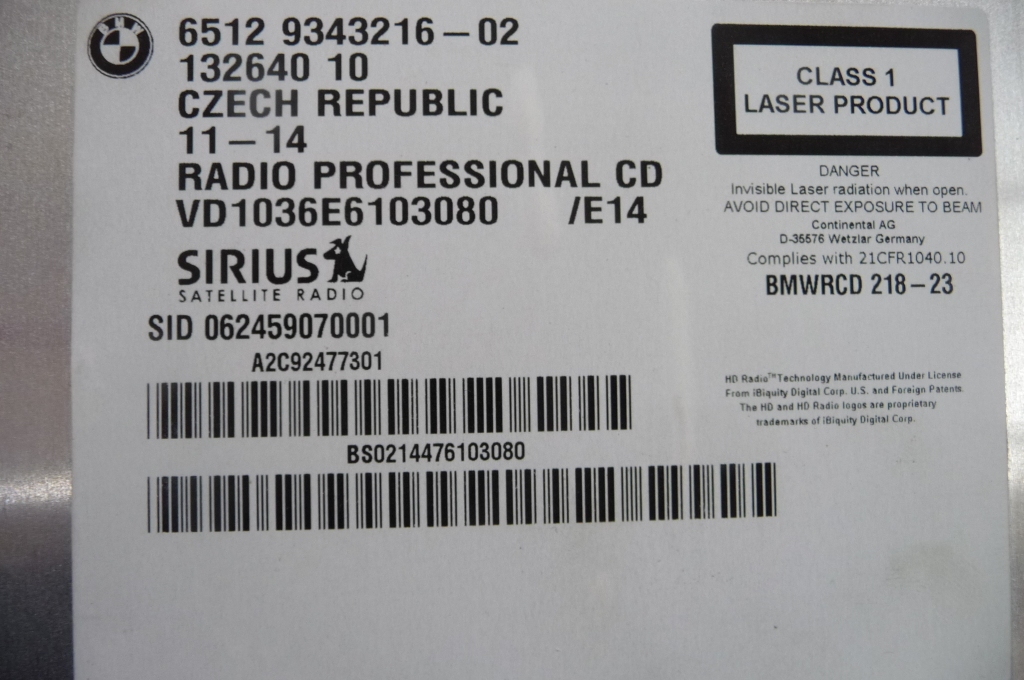 BMW
6512 9343216-02
132640 10
CZECH REPUBLIC
11-14
RADIO PROFESSIONAL CD
VD1036E6103080 /E14
SIRIUS
SATELLITE RADIO
SID 062459070001
A2C92477301
BS0214476103080
CLASS 1
LASER PRODUCT
DANGER
Invisible Laser radiation when open.
AVOID DIRECT EXPOSURE TO BEAM
Continental AG
D-35576 Wetzlar Germany
Complies with 21CFR1040.10
BMWRCD 218-23
HD Radio™Technology Manufactured Under License
From iBiquity Digital Corp. U.S. and Foreign Patents.
The HD and HD Radio logos are proprietary
trademarks of iBiquity Digital Corp.